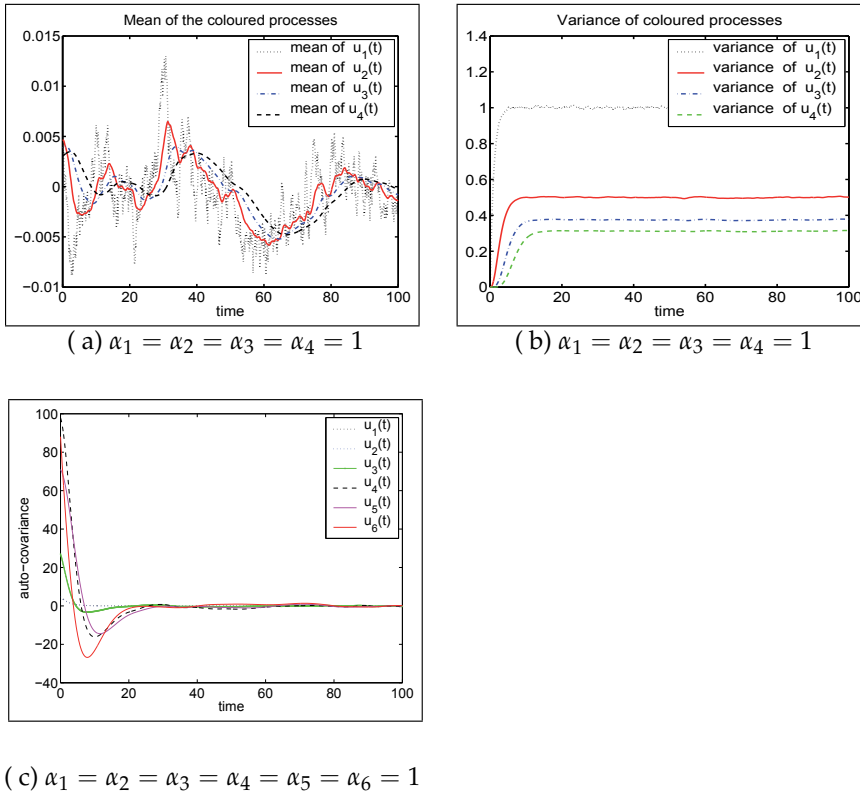 Mean of the coloured processes
0.015
0.01
0.005
0
−0.005
−0.01
0 20 40 60 80 100
time
mean of u1(t)
mean of u2(t)
mean of u3(t)
mean of u4(t)
( a) α1 = α2 = α3 = α4 = 1
Variance of coloured processes
1.4
1.2
1
0.8
0.6
0.4
0.2
0
0 20 40 60 80 100
time
variance of u1(t)
variance of u2(t)
variance of u3(t)
variance of u4(t)
( b) α1 = α2 = α3 = α4 = 1
100
80
60
40
20
0
−20
−40
auto-covariance
0 20 40 60 80 100
time
u1(t)
u2(t)
u3(t)
u4(t)
u5(t)
u6(t)
( c) α1 = α2 = α3 = α4 = α5 = α6 = 1